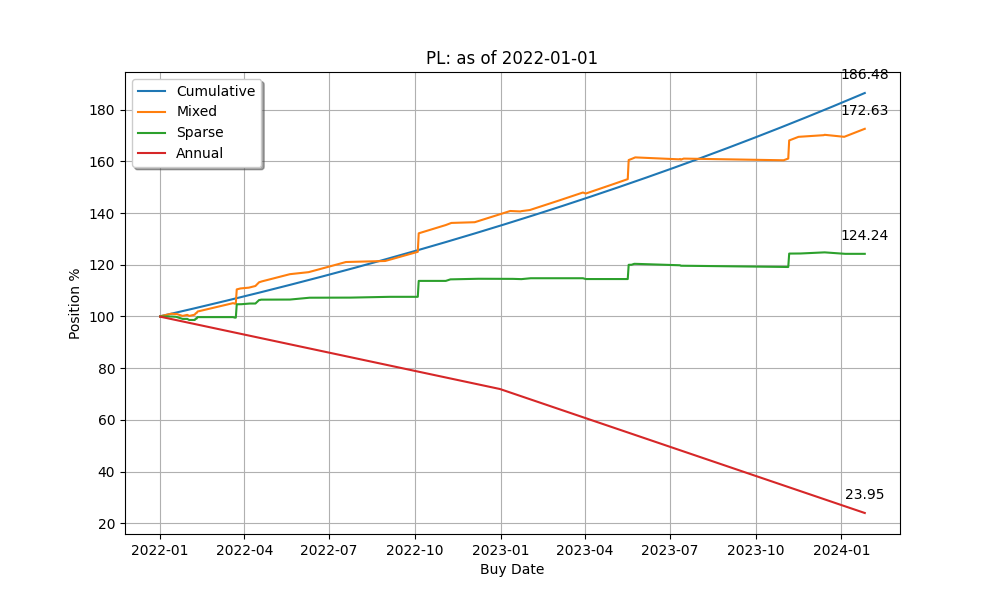 PL: as of 2022-01-01
Cumulative
Mixed
Sparse
Annual
186.48
172.63
124.24
23.95
Position %
180
160
140
120
100
80
60
40
20
2022-01 2022-04 2022-07 2022-10 2023-01 2023-04 2023-07 2023-10 2024-01
Buy Date